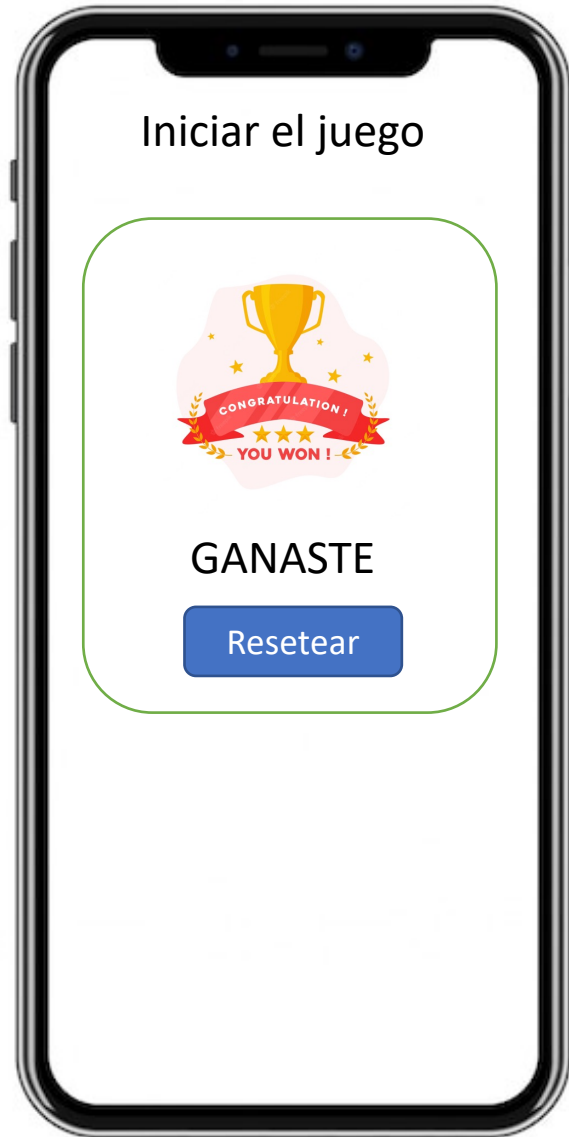 Iniciar el juego
CONGRATULATION !
YOU WON !
GANASTE
Resetear